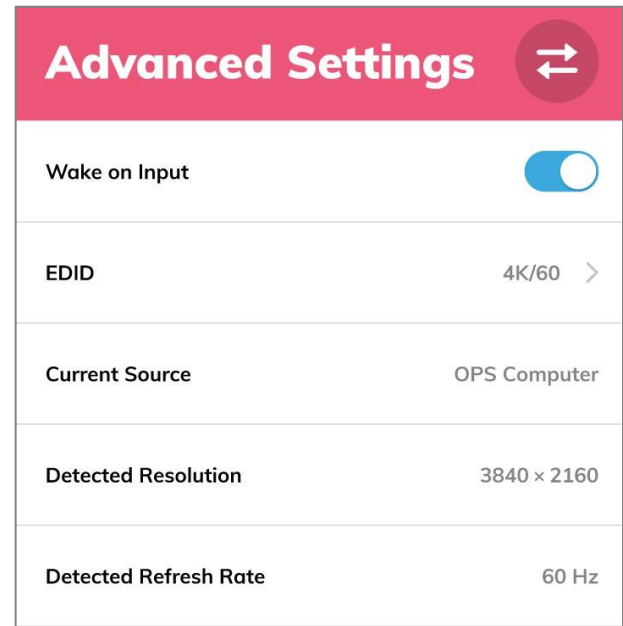 Advanced Settings
Wake on Input
EDID 4K/60
Current Source OPS Computer
Detected Resolution 3840 × 2160
Detected Refresh Rate 60 Hz